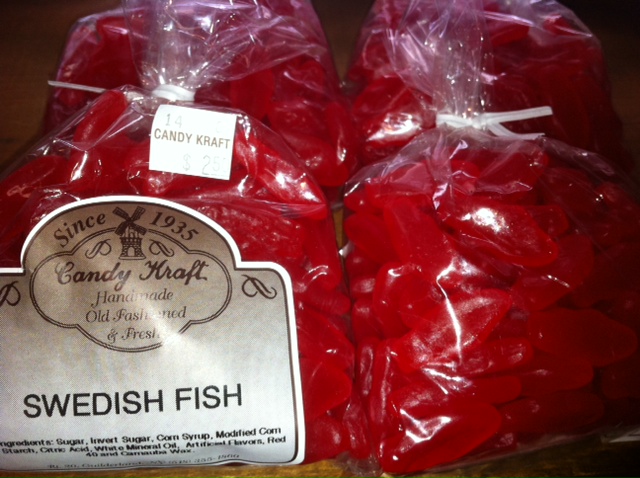 14
CANDY KRAFT
$ 25
Since 1935
Candy Kraft
Handmade
Old Fashioned
& Fresh
SWEDISH FISH
Ingredients: Sugar, Invert Sugar, Corn Syrup, Modified Corn
Starch, Citric Acid, White Mineral Oil, Artificial Flavors, Red
40 and Carnauba Wax.